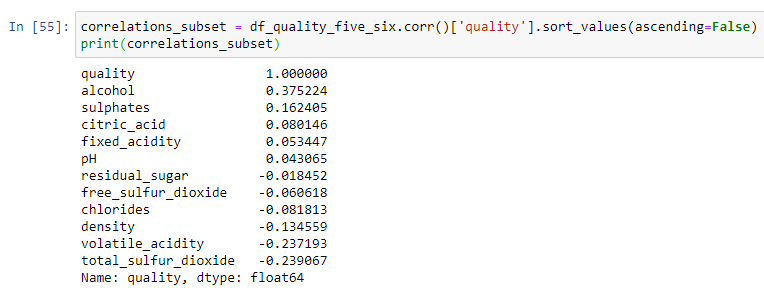 In [55]: correlations_subset = df_quality_five_six.corr()['quality'].sort_values(ascending=False)
print(correlations_subset)
quality 1.000000
alcohol 0.375224
sulphates 0.162405
citric_acid 0.080146
fixed_acidity 0.053447
pH 0.043065
residual_sugar -0.018452
free_sulfur_dioxide -0.060618
chlorides -0.081813
density -0.134559
volatile_acidity -0.237193
total_sulfur_dioxide -0.239067
Name: quality, dtype: float64